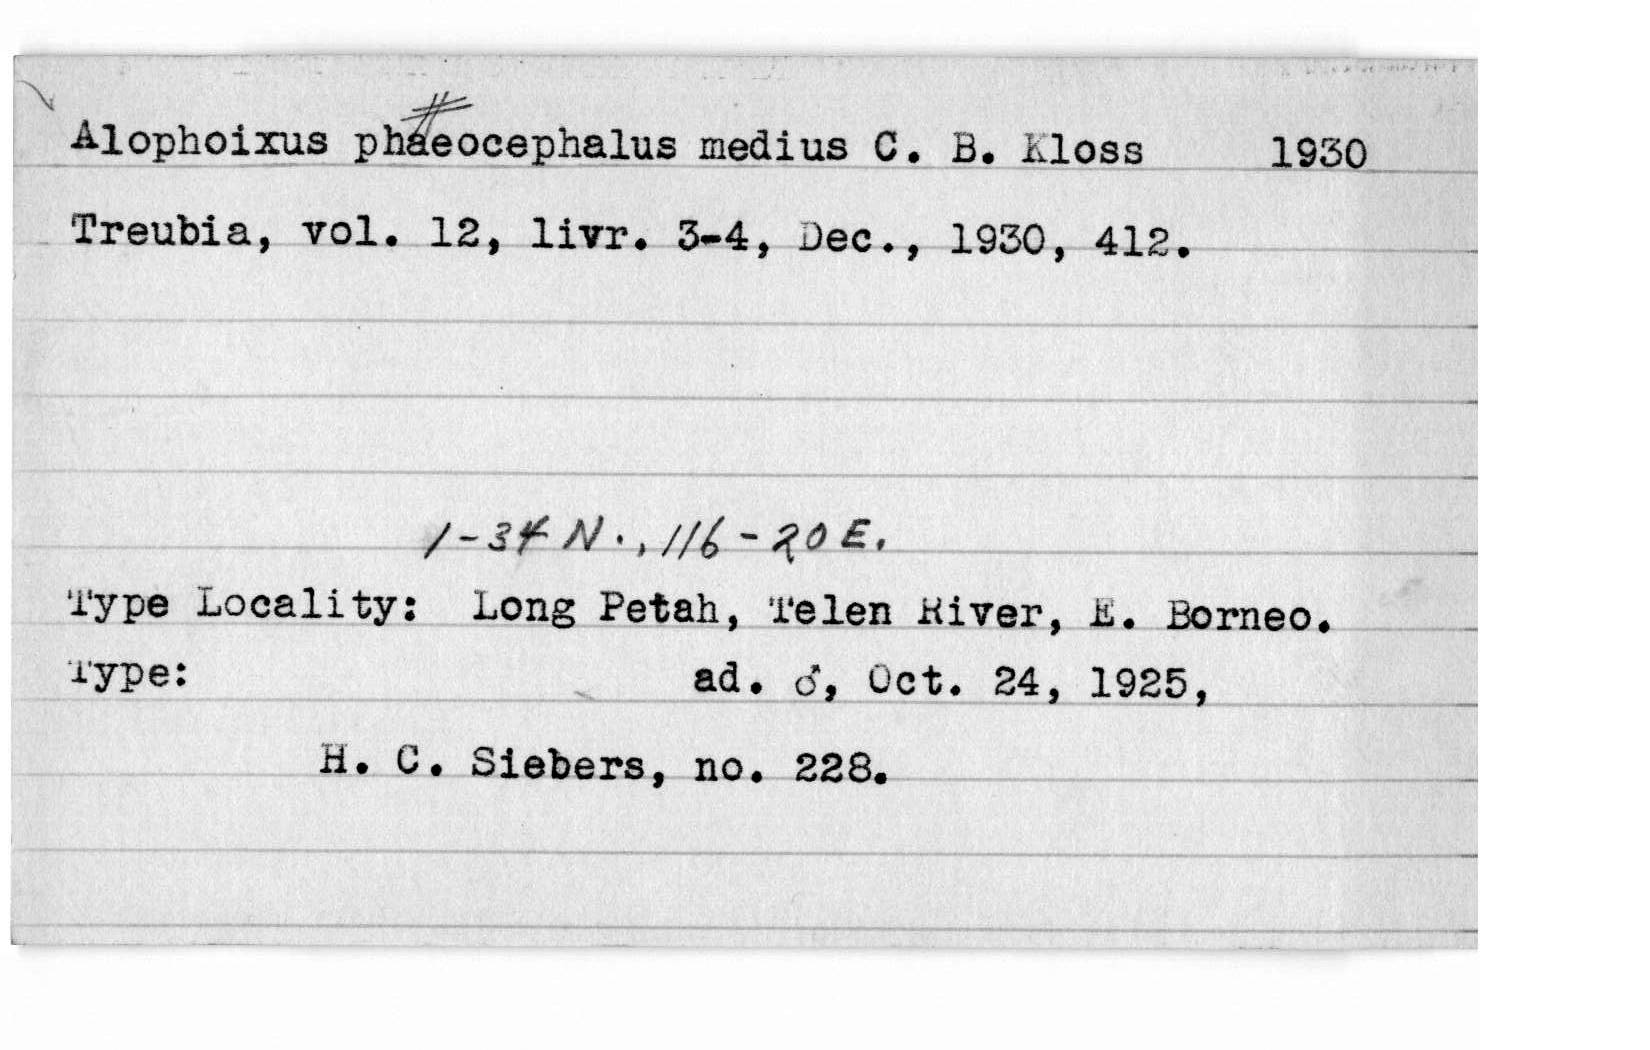 Alophoixus phaeocephalus medius C. B. Kloss 1930
Treubia, vol. 12, livr. 3-4, Dec., 1930, 412.
1-34 N., 116-20 E.
Type Locality: Long Petah, Telen River, E. Borneo.
Type: ad. ♂, Oct. 24, 1925,
H. C. Siebers, no. 228.